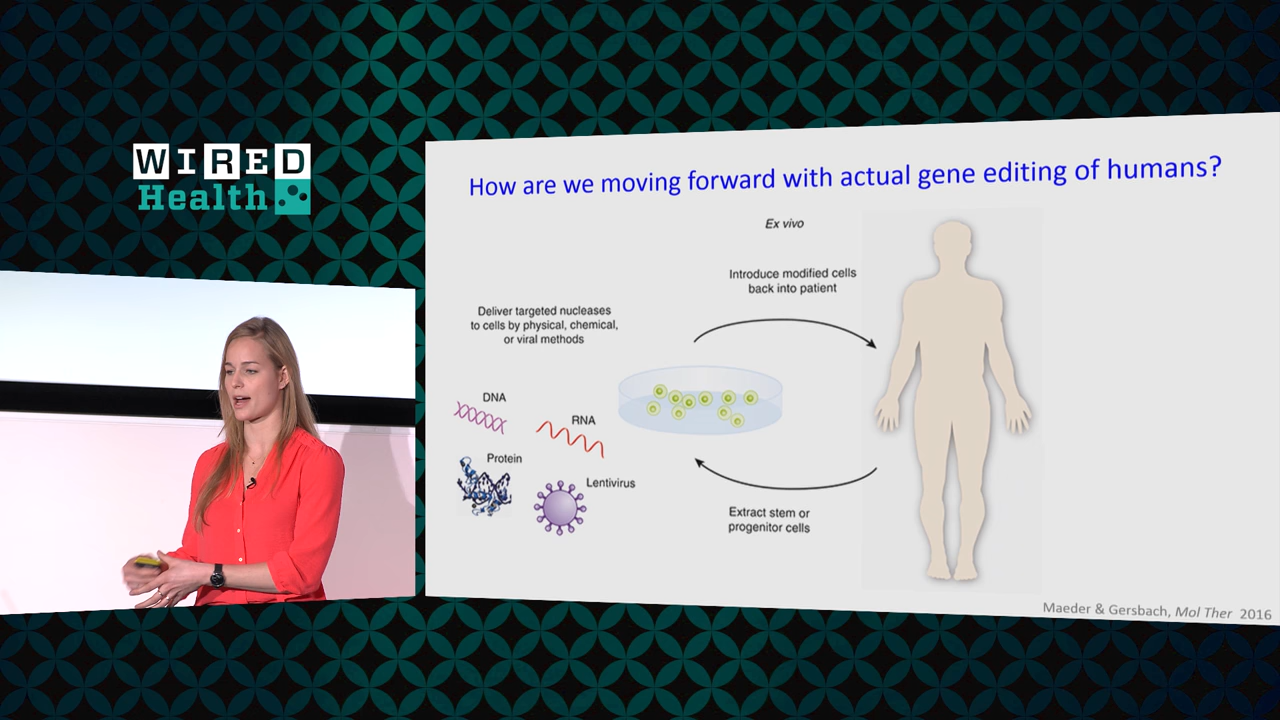 WIRED
Health
How are we moving forward with actual gene editing of humans?
Ex vivo
Introduce modified cells
back into patient
Deliver targeted nucleases
to cells by physical, chemical,
or viral methods
DNA
RNA
Protein
Lentivirus
Extract stem or
progenitor cells
Maeder & Gersbach, Mol Ther 2016